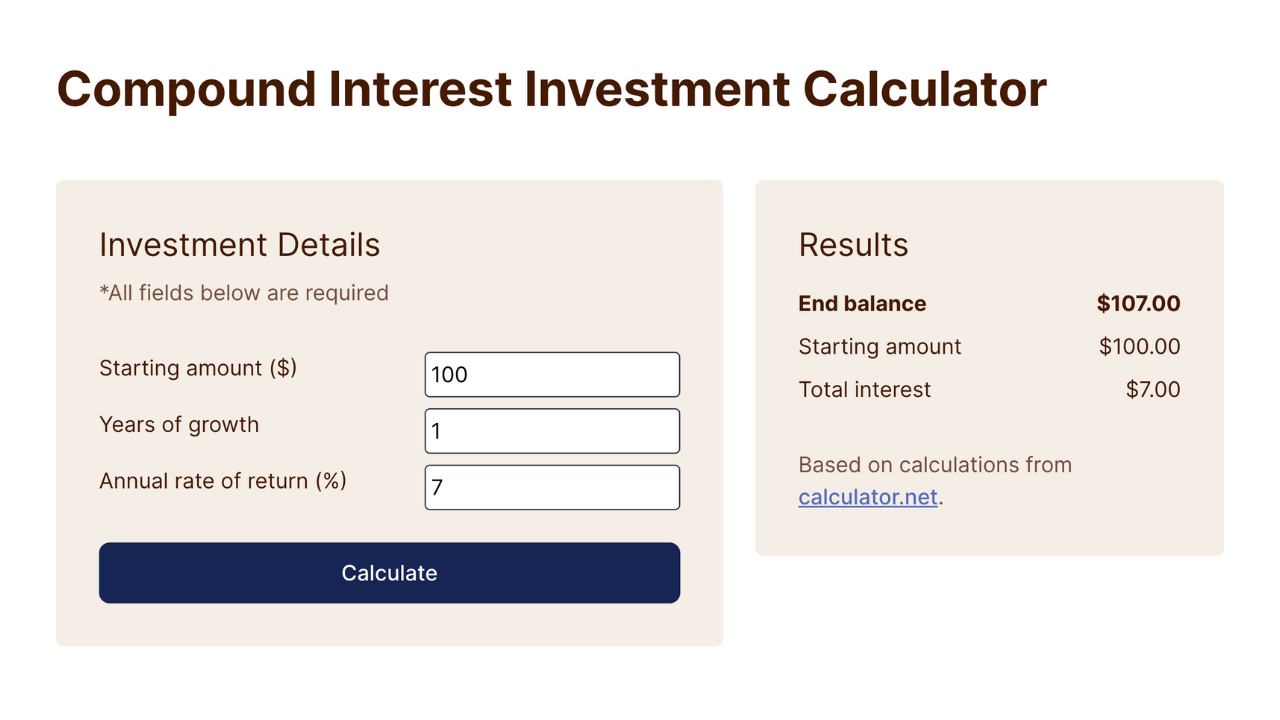 Compound Interest Investment Calculator
Investment Details
*All fields below are required
Starting amount ($)
100
Years of growth
1
Annual rate of return (%)
7
Calculate
Results
End balance $107.00
Starting amount $100.00
Total interest $7.00
Based on calculations from
calculator.net.